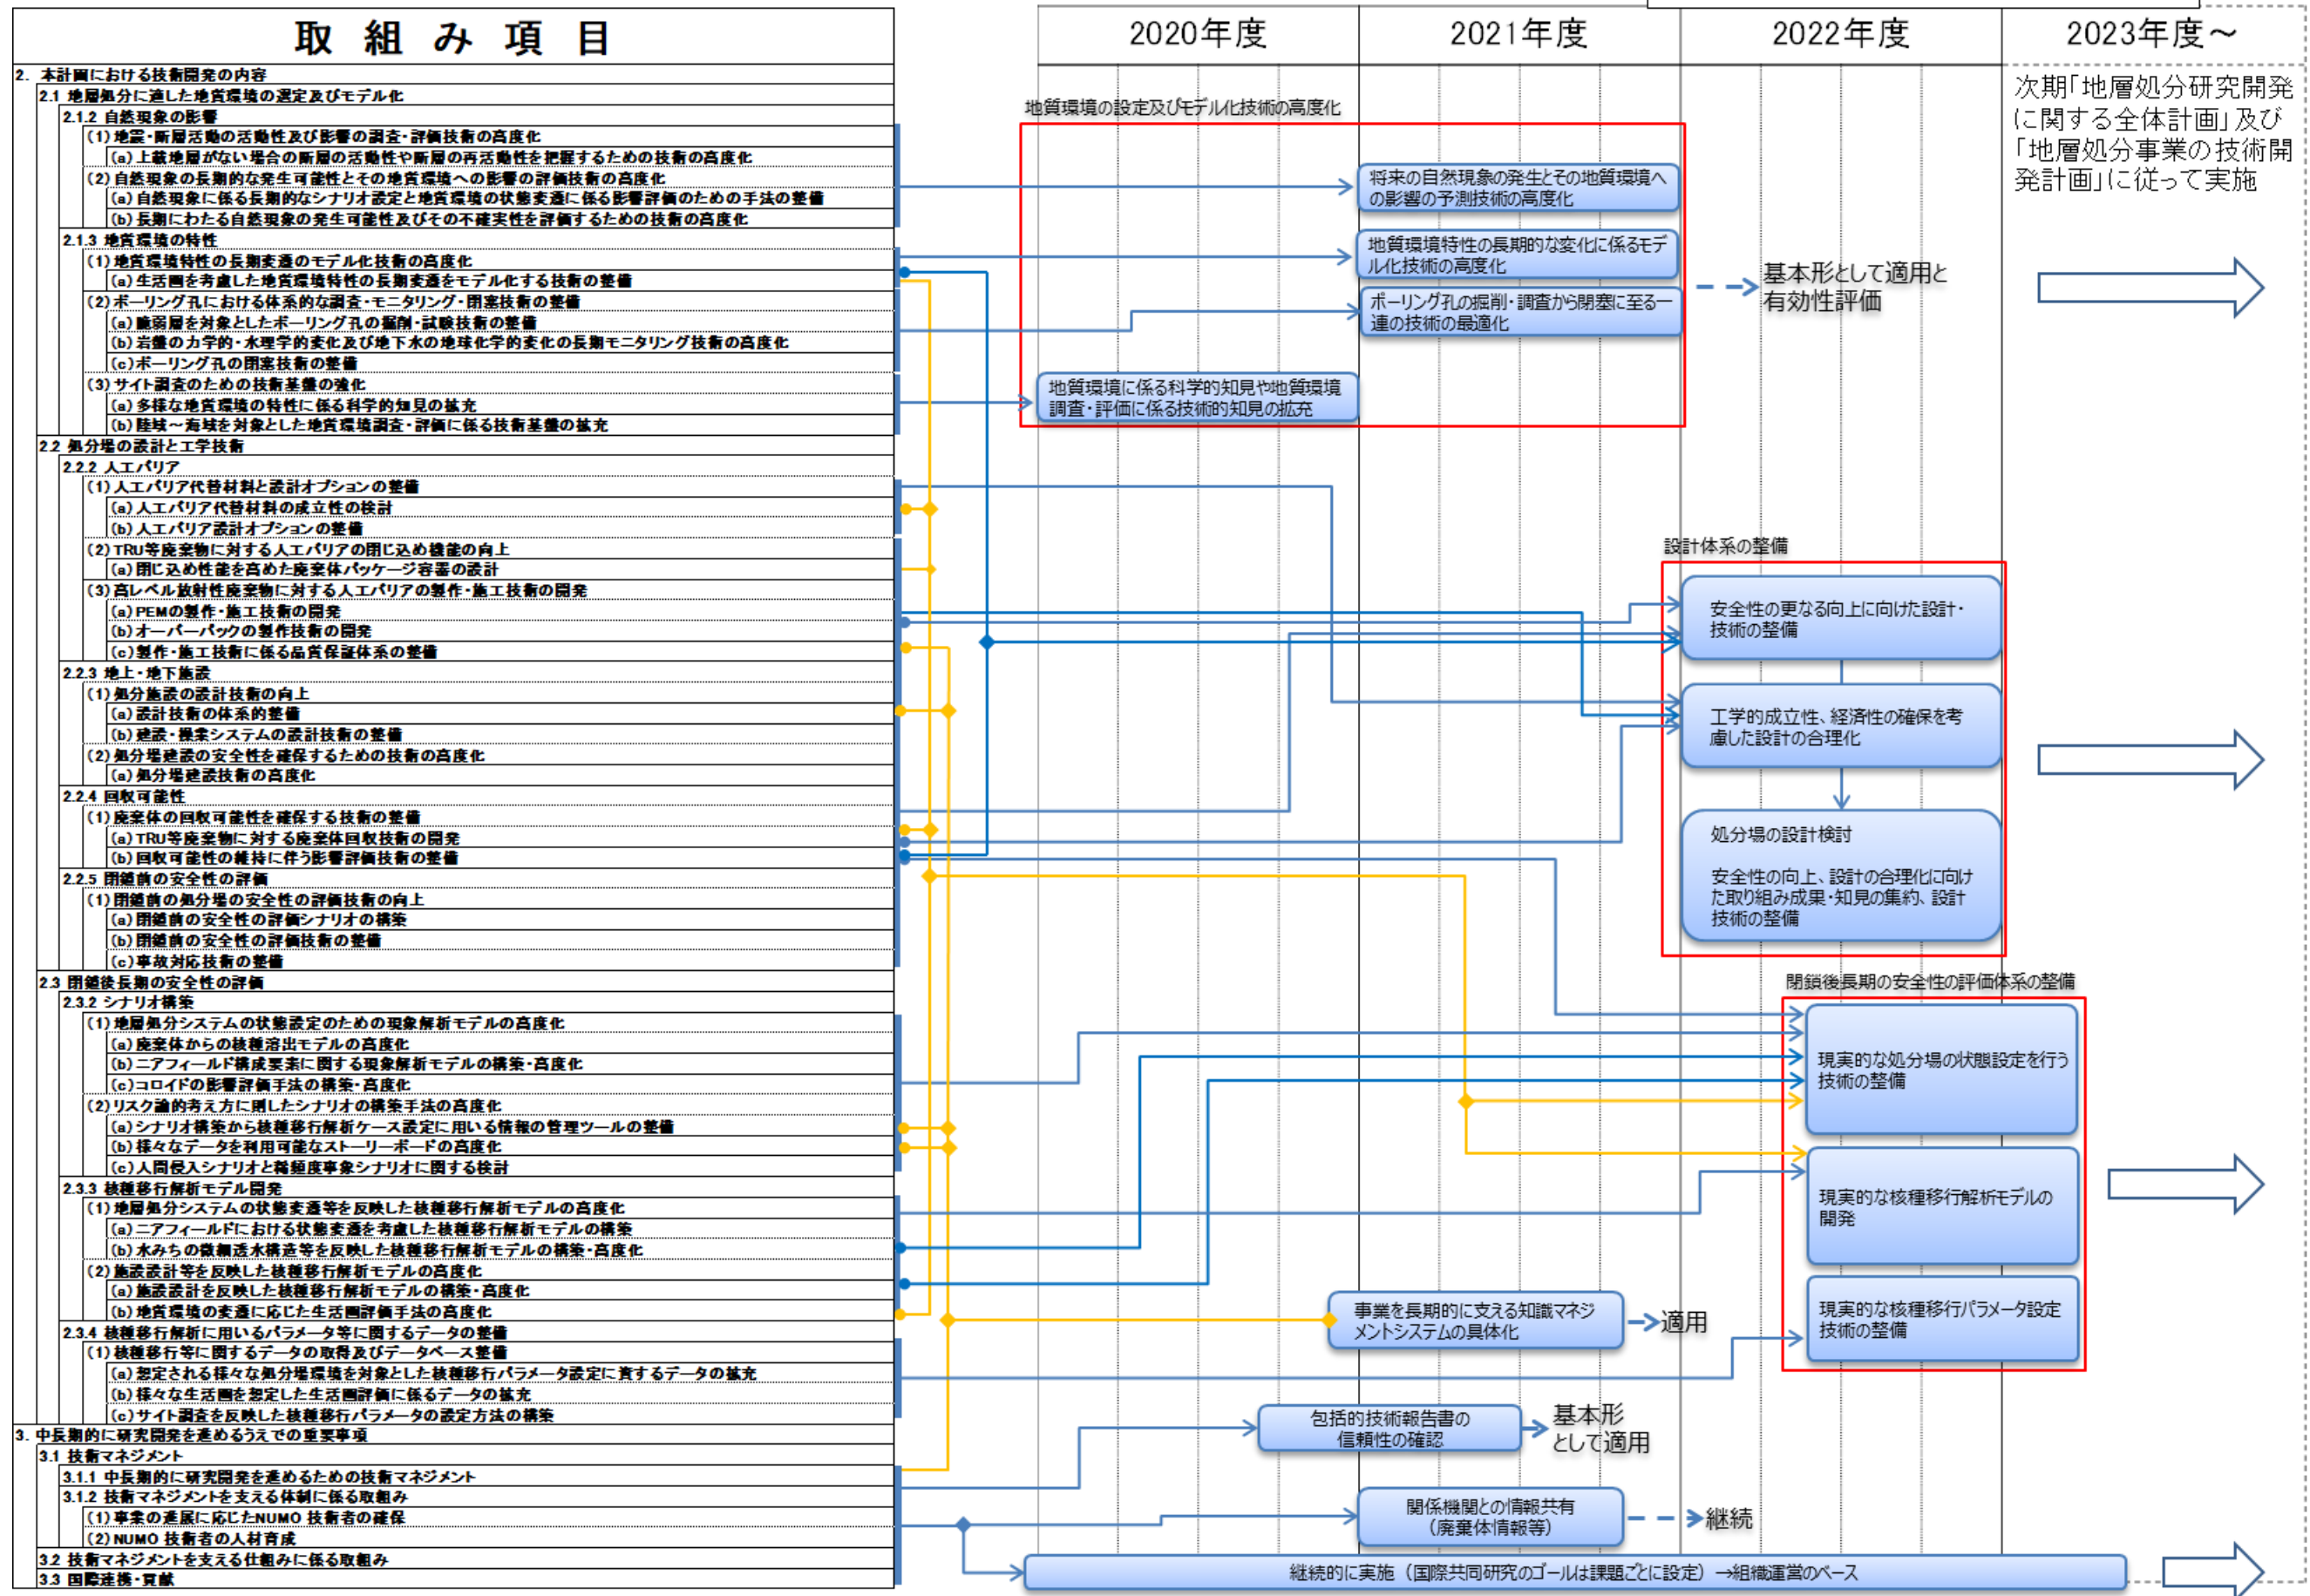 取 組 み 項 目
2. 本計画における技術開発の内容
2.1 地層処分に適した地質環境の選定及びモデル化
2.1.2 自然現象の影響
(1)地震・断層活動の活動性及び影響の調査・評価技術の高度化
(a)上載地層がない場合の断層の活動性や断層の再活動性を把握するための技術の高度化
(2)自然現象の長期的な発生可能性とその地質環境への影響の評価技術の高度化
(a)自然現象に係る長期的なシナリオ設定と地質環境の状態変遷に係る影響評価のための手法の整備
(b)長期にわたる自然現象の発生可能性及びその不確実性を評価するための技術の高度化
2.1.3 地質環境の特性
(1)地質環境特性の長期変遷のモデル化技術の高度化
(a)生活圏を考慮した地質環境特性の長期変遷をモデル化する技術の整備
(2)ボーリング孔における体系的な調査・モニタリング・閉塞技術の整備
(a)脆弱層を対象としたボーリング孔の掘削・試験技術の整備
(b)岩盤の力学的・水理学的変化及び地下水の地球化学的変化の長期モニタリング技術の高度化
(c)ボーリング孔の閉塞技術の整備
(3)サイト調査のための技術基盤の強化
(a)多様な地質環境の特性に係る科学的知見の拡充
(b)陸域～海域を対象とした地質環境調査・評価に係る技術基盤の拡充
2.2 処分場の設計と工学技術
2.2.2 人工バリア
(1)人工バリア代替材料と設計オプションの整備
(a)人工バリア代替材料の成立性の検討
(b)人工バリア設計オプションの整備
(2)TRU等廃棄物に対する人工バリアの閉じ込め機能の向上
(a)閉じ込め性能を高めた廃棄体パッケージ容器の設計
(3)高レベル放射性廃棄物に対する人工バリアの製作・施工技術の開発
(a)PEMの製作・施工技術の開発
(b)オーバーパックの製作技術の開発
(c)製作・施工技術に係る品質保証体系の整備
2.2.3 地上・地下施設
(1)処分施設の設計技術の向上
(a)設計技術の体系的整備
(b)建設・操業システムの設計技術の整備
(2)処分場建設の安全性を確保するための技術の高度化
(a)処分場建設技術の高度化
2.2.4 回収可能性
(1)廃棄体の回収可能性を確保する技術の整備
(a)TRU等廃棄物に対する廃棄体回収技術の開発
(b)回収可能性の維持に伴う影響評価技術の整備
2.2.5 閉鎖前の安全性の評価
(1)閉鎖前の処分場の安全性の評価技術の向上
(a)閉鎖前の安全性の評価シナリオの構築
(b)閉鎖前の安全性の評価技術の整備
(c)事故対応技術の整備
2.3 閉鎖後長期の安全性の評価
2.3.2 シナリオ構築
(1)地層処分システムの状態設定のための現象解析モデルの高度化
(a)廃棄体からの核種溶出モデルの高度化
(b)ニアフィールド構成要素に関する現象解析モデルの構築・高度化
(c)コロイドの影響評価手法の構築・高度化
(2)リスク論的考え方に則したシナリオの構築手法の高度化
(a)シナリオ構築から核種移行解析ケース設定に用いる情報の管理ツールの整備
(b)様々なデータを利用可能なストーリーボードの高度化
(c)人間侵入シナリオと稀頻度事象シナリオに関する検討
2.3.3 核種移行解析モデル開発
(1)地層処分システムの状態変遷等を反映した核種移行解析モデルの高度化
(a)ニアフィールドにおける状態変遷を考慮した核種移行解析モデルの構築
(b)水みちの微細透水構造等を反映した核種移行解析モデルの構築・高度化
(2)施設設計等を反映した核種移行解析モデルの高度化
(a)施設設計を反映した核種移行解析モデルの構築・高度化
(b)地質環境の変遷に応じた生活圏評価手法の高度化
2.3.4 核種移行解析に用いるパラメータ等に関するデータの整備
(1)核種移行等に関するデータの取得及びデータベース整備
(a)想定される様々な処分場環境を対象とした核種移行パラメータ設定に資するデータの拡充
(b)様々な生活圏を想定した生活圏評価に係るデータの拡充
(c)サイト調査を反映した核種移行パラメータの設定方法の構築
3. 中長期的に研究開発を進めるうえでの重要事項
3.1 技術マネジメント
3.1.1 中長期的に研究開発を進めるための技術マネジメント
3.1.2 技術マネジメントを支える体制に係る取組み
(1)事業の進展に応じたNUMO 技術者の確保
(2)NUMO 技術者の人材育成
3.2 技術マネジメントを支える仕組みに係る取組み
3.3 国際連携・貢献
2020年度
2021年度
2022年度
2023年度～
次期「地層処分研究開発
に関する全体計画」及び
「地層処分事業の技術開
発計画」に従って実施
地質環境の設定及びモデル化技術の高度化
将来の自然現象の発生とその地質環境へ
の影響の予測技術の高度化
地質環境特性の長期的な変化に係るモデ
ル化技術の高度化
ボーリング孔の掘削・調査から閉塞に至る一
連の技術の最適化
地質環境に係る科学的知見や地質環境
調査・評価に係る技術的知見の拡充
基本形として適用と
有効性評価
設計体系の整備
安全性の更なる向上に向けた設計・
技術の整備
工学的成立性、経済性の確保を考
慮した設計の合理化
処分場の設計検討
安全性の向上、設計の合理化に向け
た取り組み成果・知見の集約、設計
技術の整備
閉鎖後長期の安全性の評価体系の整備
現実的な処分場の状態設定を行う
技術の整備
現実的な核種移行解析モデルの
開発
現実的な核種移行パラメータ設定
技術の整備
事業を長期的に支える知識マネジ
メントシステムの具体化
適用
包括的技術報告書の
信頼性の確認
基本形
として適用
関係機関との情報共有
（廃棄体情報等）
継続
継続的に実施（国際共同研究のゴールは課題ごとに設定）→組織運営のベース